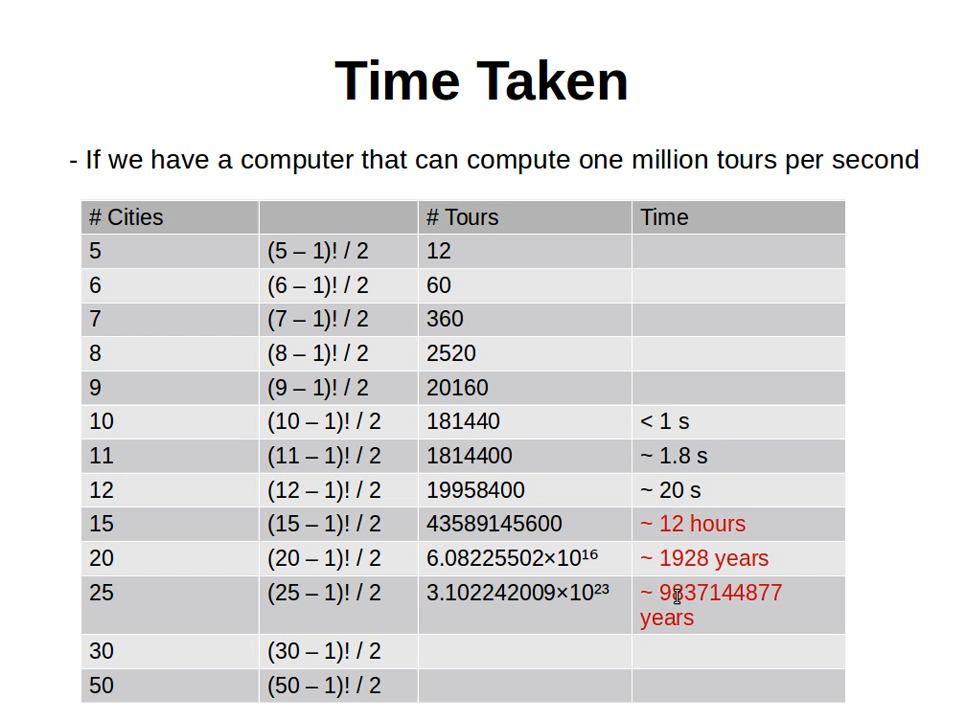 Time Taken
- If we have a computer that can compute one million tours per second
# Cities # Tours Time
5 (5 – 1)! / 2 12
6 (6 – 1)! / 2 60
7 (7 – 1)! / 2 360
8 (8 – 1)! / 2 2520
9 (9 – 1)! / 2 20160
10 (10 – 1)! / 2 181440 < 1 s
11 (11 – 1)! / 2 1814400 ~ 1.8 s
12 (12 – 1)! / 2 19958400 ~ 20 s
15 (15 – 1)! / 2 43589145600 ~ 12 hours
20 (20 – 1)! / 2 6.08225502×10¹⁶ ~ 1928 years
25 (25 – 1)! / 2 3.102242009×10²³ ~ 9837144877
years
30 (30 – 1)! / 2
50 (50 – 1)! / 2